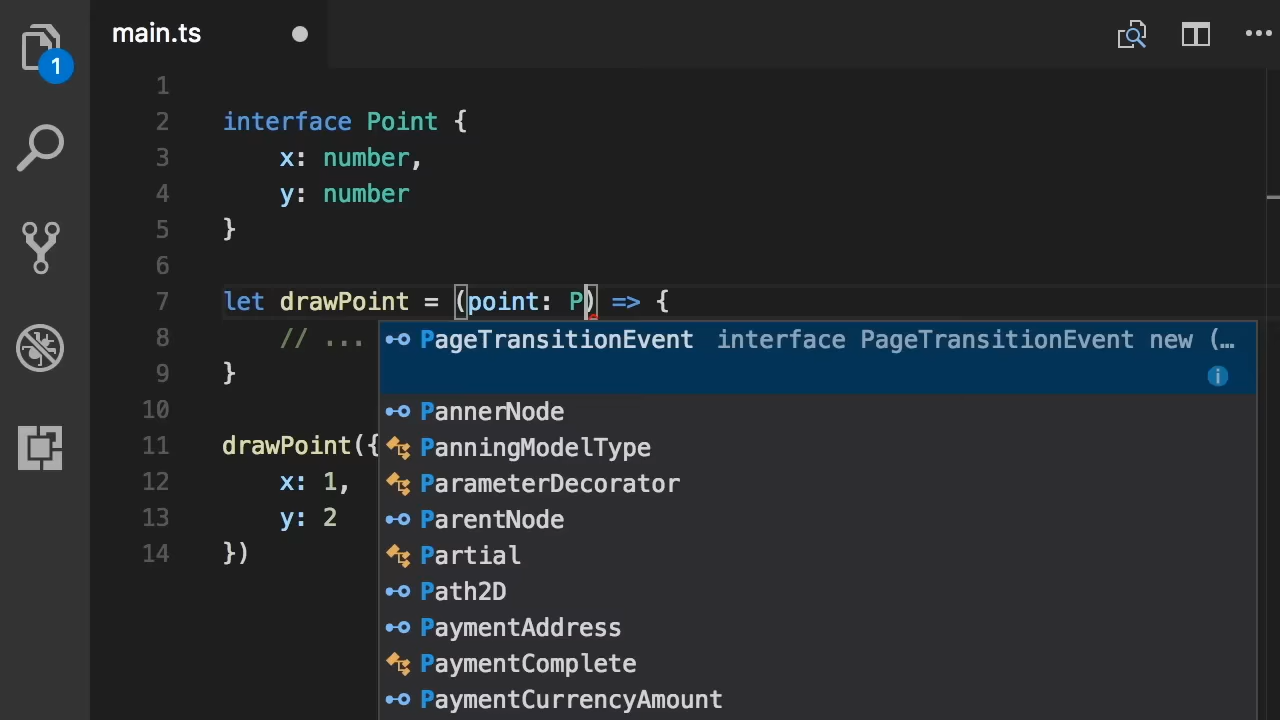 main.ts
1
1
2 interface Point {
3 x: number,
4 y: number
5 }
6
7 let drawPoint = (point: P) => {
8 // ...
PageTransitionEvent interface PageTransitionEvent new (…
9 }
10
PannerNode
11 drawPoint({
PanningModelType
12 x: 1,
ParameterDecorator
13 y: 2
ParentNode
14 })
Partial
Path2D
PaymentAddress
PaymentComplete
PaymentCurrencyAmount